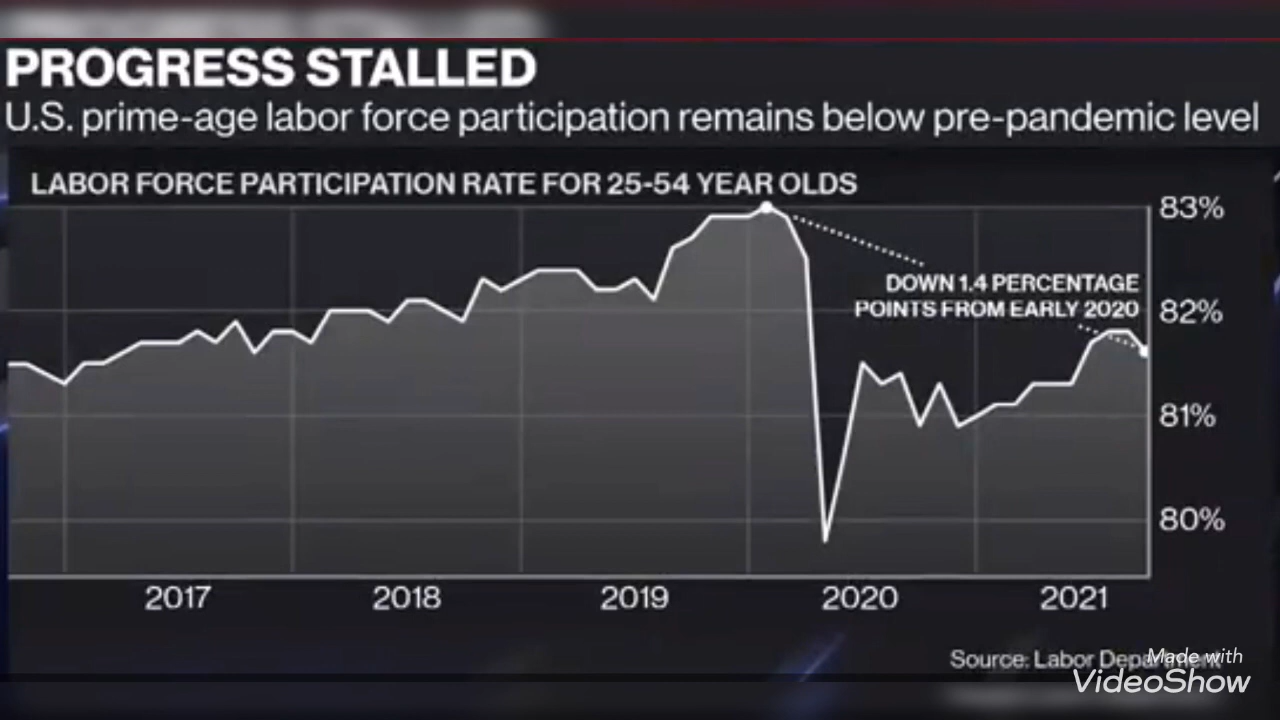 PROGRESS STALLED
U.S. prime-age labor force participation remains below pre-pandemic level
LABOR FORCE PARTICIPATION RATE FOR 25-54 YEAR OLDS
83%
DOWN 1.4 PERCENTAGE
POINTS FROM EARLY 2020
82%
81%
80%
2017 2018 2019 2020 2021
Source: Labor Department
Made with
VideoShow